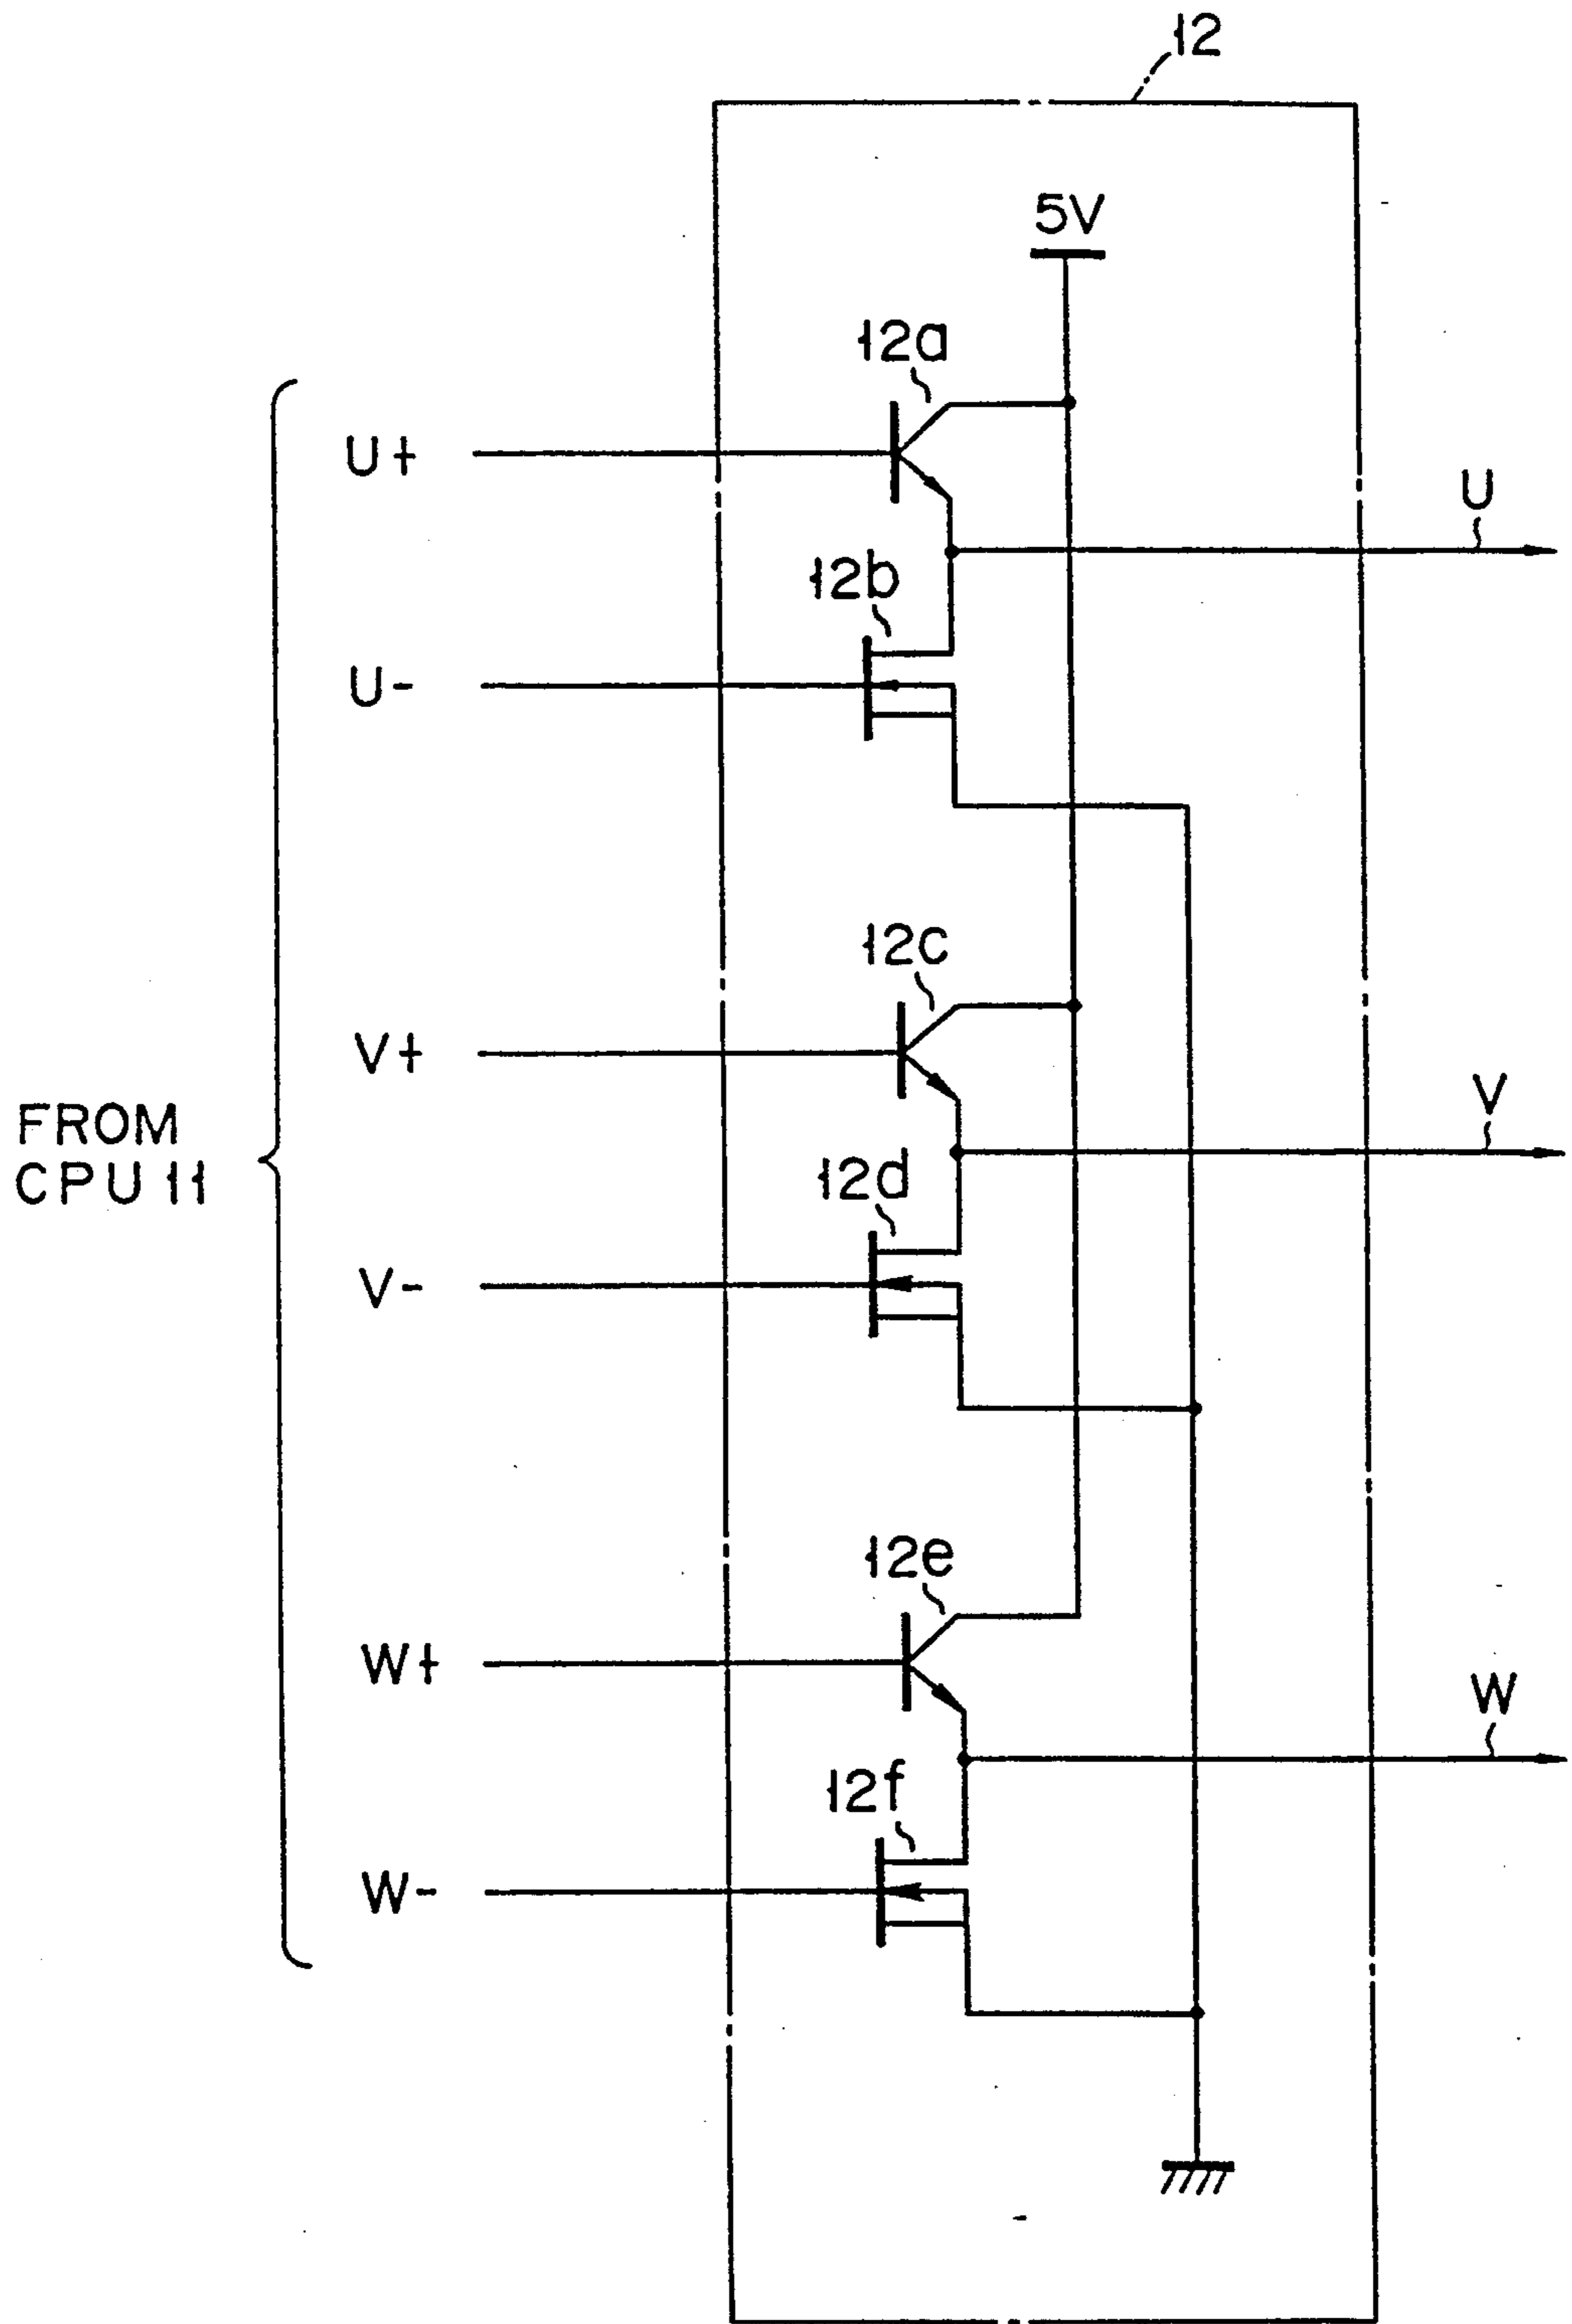 12
5V
12a
U+
U
12b
U-
12c
V+
V
FROM
CPU 11
12d
V-
12e
W+
W
12f
W-